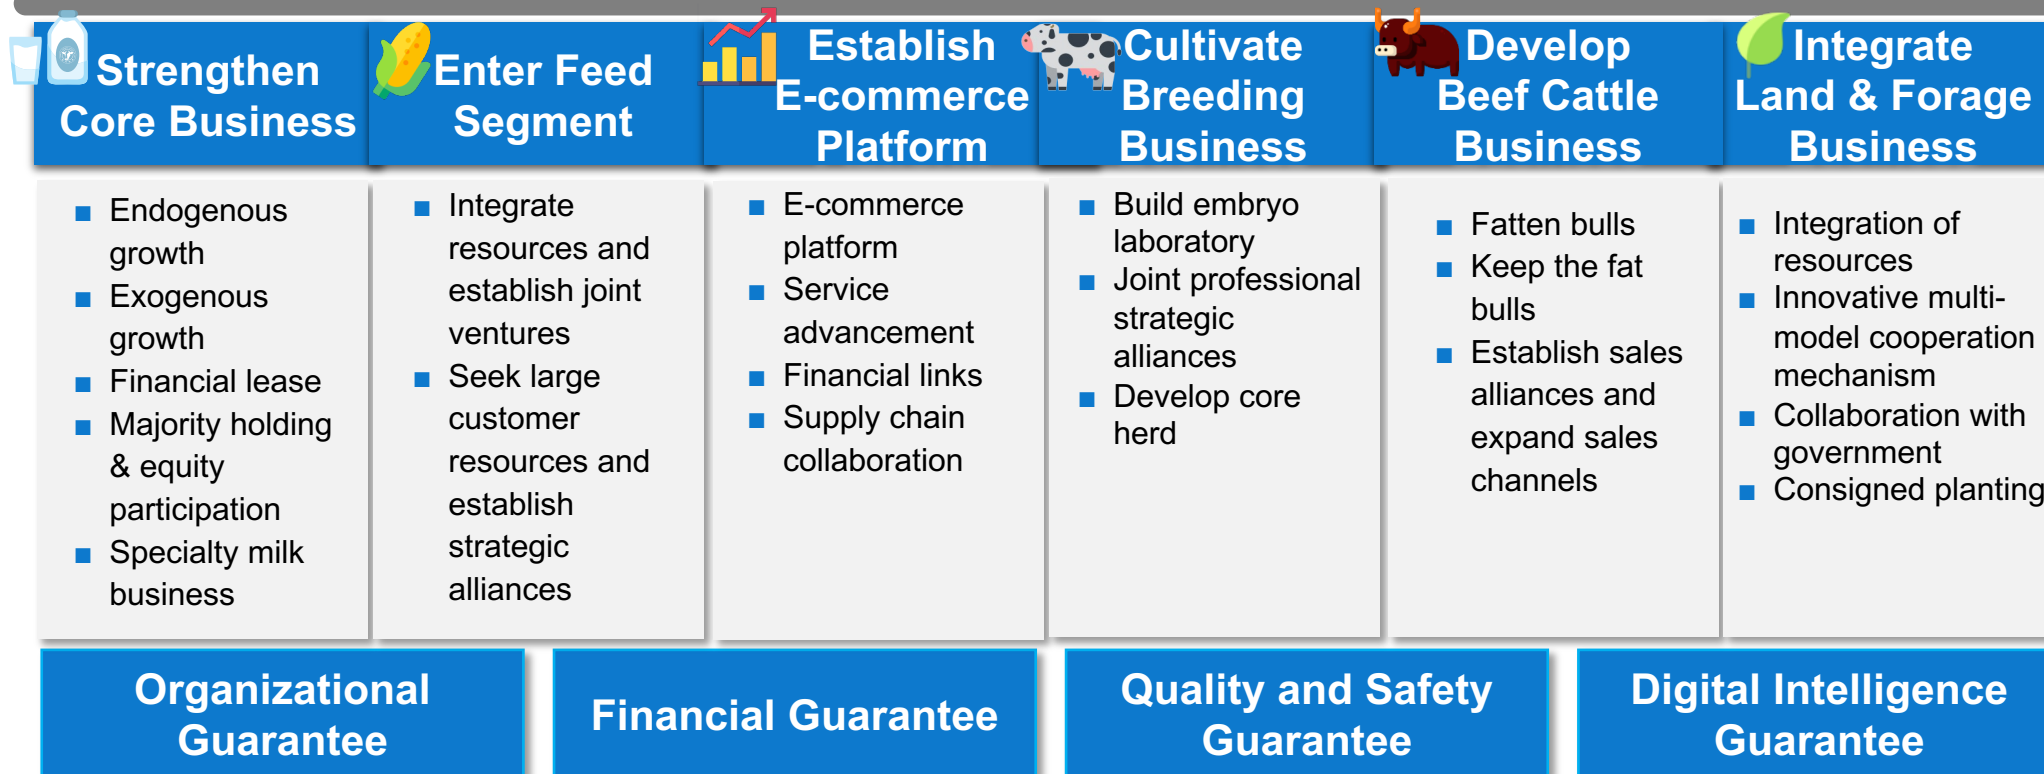 Strengthen
Core Business
Enter Feed
Segment
Establish
E-commerce
Platform
Cultivate
Breeding
Business
Develop
Beef Cattle
Business
Integrate
Land & Forage
Business
■ Endogenous
growth
■ Exogenous
growth
■ Financial lease
■ Majority holding
& equity
participation
■ Specialty milk
business
■ Integrate
resources and
establish joint
ventures
■ Seek large
customer
resources and
establish
strategic
alliances
■ E-commerce
platform
■ Service
advancement
■ Financial links
■ Supply chain
collaboration
■ Build embryo
laboratory
■ Joint professional
strategic
alliances
■ Develop core
herd
■ Fatten bulls
■ Keep the fat
bulls
■ Establish sales
alliances and
expand sales
channels
■ Integration of
resources
■ Innovative multi-
model cooperation
mechanism
■ Collaboration with
government
■ Consigned planting
Organizational
Guarantee
Financial Guarantee
Quality and Safety
Guarantee
Digital Intelligence
Guarantee